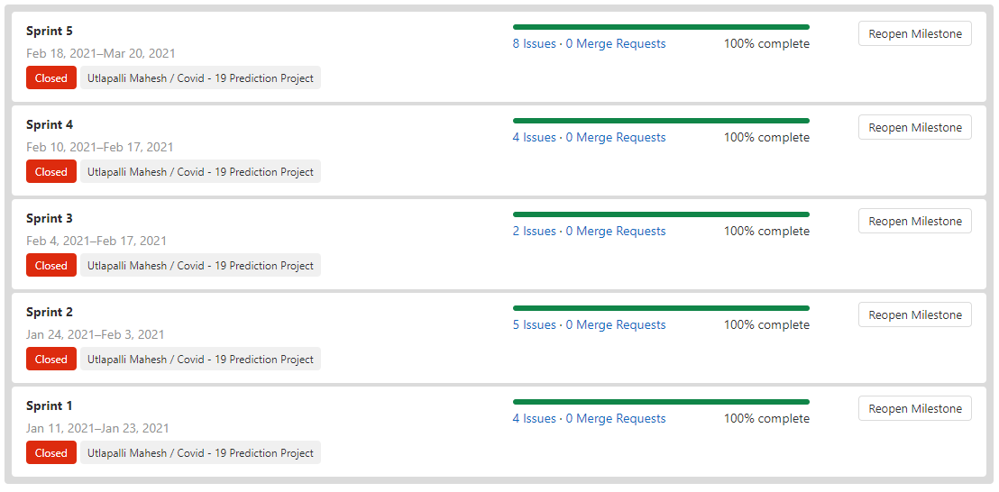 Sprint 5
8 Issues · 0 Merge Requests 100% complete
Reopen Milestone
Feb 18, 2021–Mar 20, 2021
Closed Utlapalli Mahesh / Covid - 19 Prediction Project
Sprint 4
4 Issues · 0 Merge Requests 100% complete
Reopen Milestone
Feb 10, 2021–Feb 17, 2021
Closed Utlapalli Mahesh / Covid - 19 Prediction Project
Sprint 3
2 Issues · 0 Merge Requests 100% complete
Reopen Milestone
Feb 4, 2021–Feb 17, 2021
Closed Utlapalli Mahesh / Covid - 19 Prediction Project
Sprint 2
5 Issues · 0 Merge Requests 100% complete
Reopen Milestone
Jan 24, 2021–Feb 3, 2021
Closed Utlapalli Mahesh / Covid - 19 Prediction Project
Sprint 1
4 Issues · 0 Merge Requests 100% complete
Reopen Milestone
Jan 11, 2021–Jan 23, 2021
Closed Utlapalli Mahesh / Covid - 19 Prediction Project